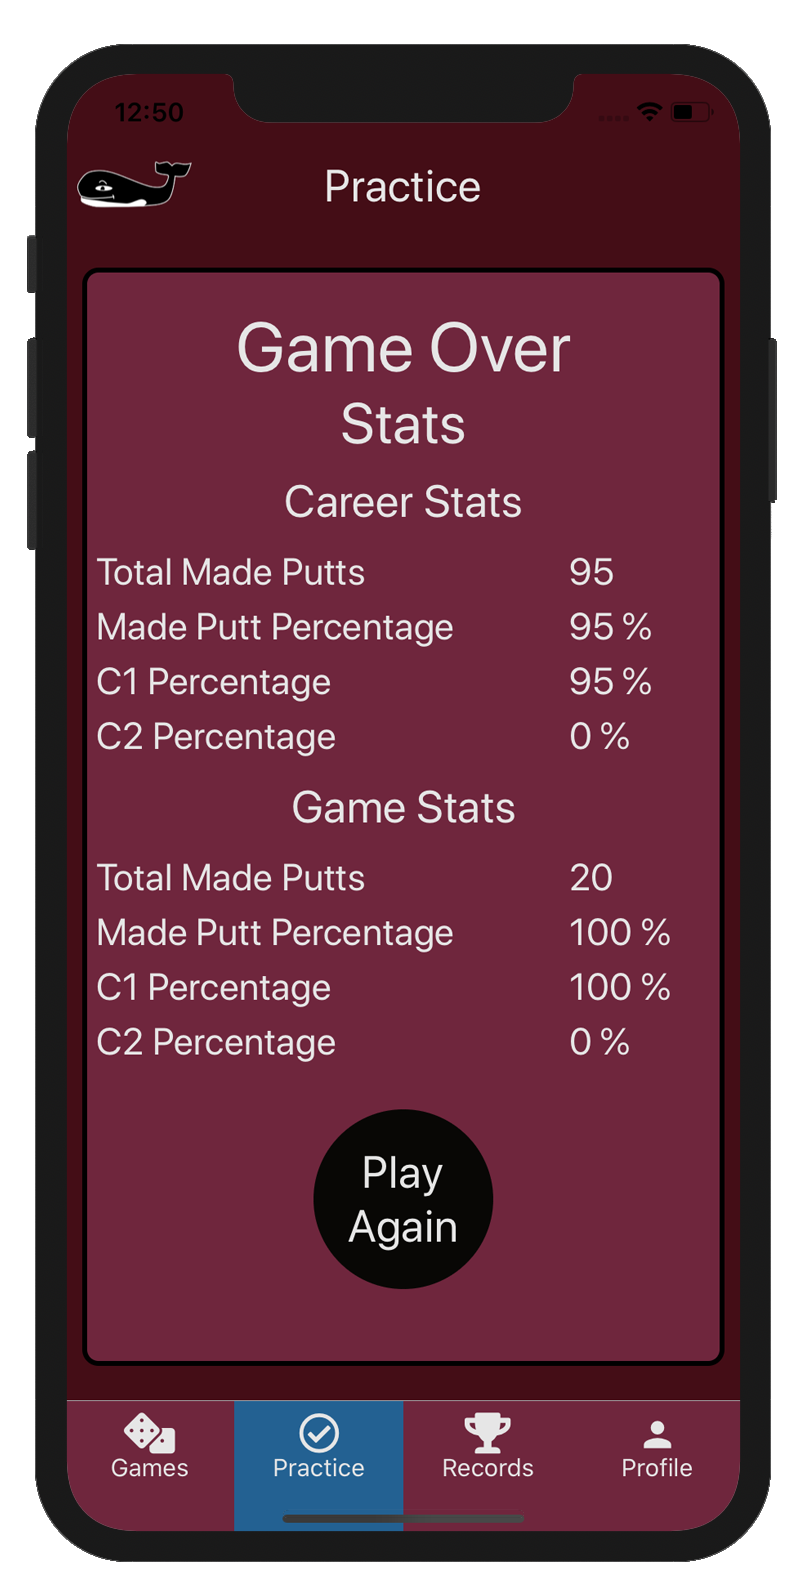 12:50
Practice
Game Over
Stats
Career Stats
Total Made Putts 95
Made Putt Percentage 95 %
C1 Percentage 95 %
C2 Percentage 0 %
Game Stats
Total Made Putts 20
Made Putt Percentage 100 %
C1 Percentage 100 %
C2 Percentage 0 %
Play
Again
Games Practice Records Profile